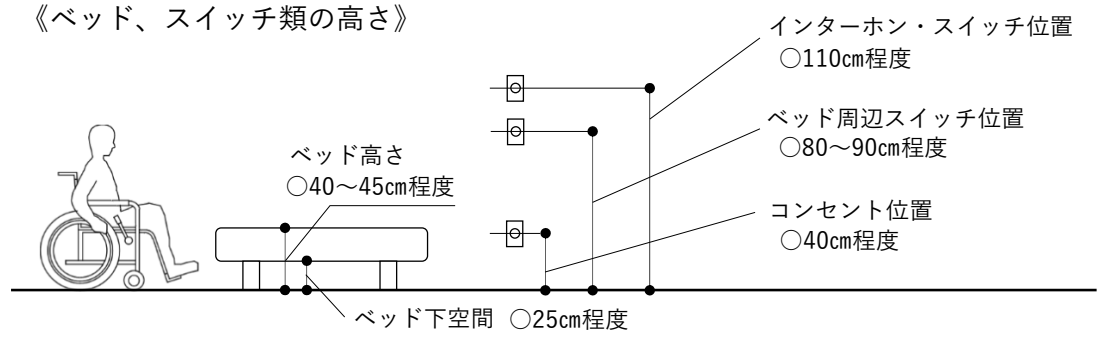 《ベッド、スイッチ類の高さ》
インターホン・スイッチ位置
○110㎝程度
ベッド周辺スイッチ位置
○80～90㎝程度
ベッド高さ
○40～45㎝程度
コンセント位置
○40㎝程度
ベッド下空間 ○25㎝程度